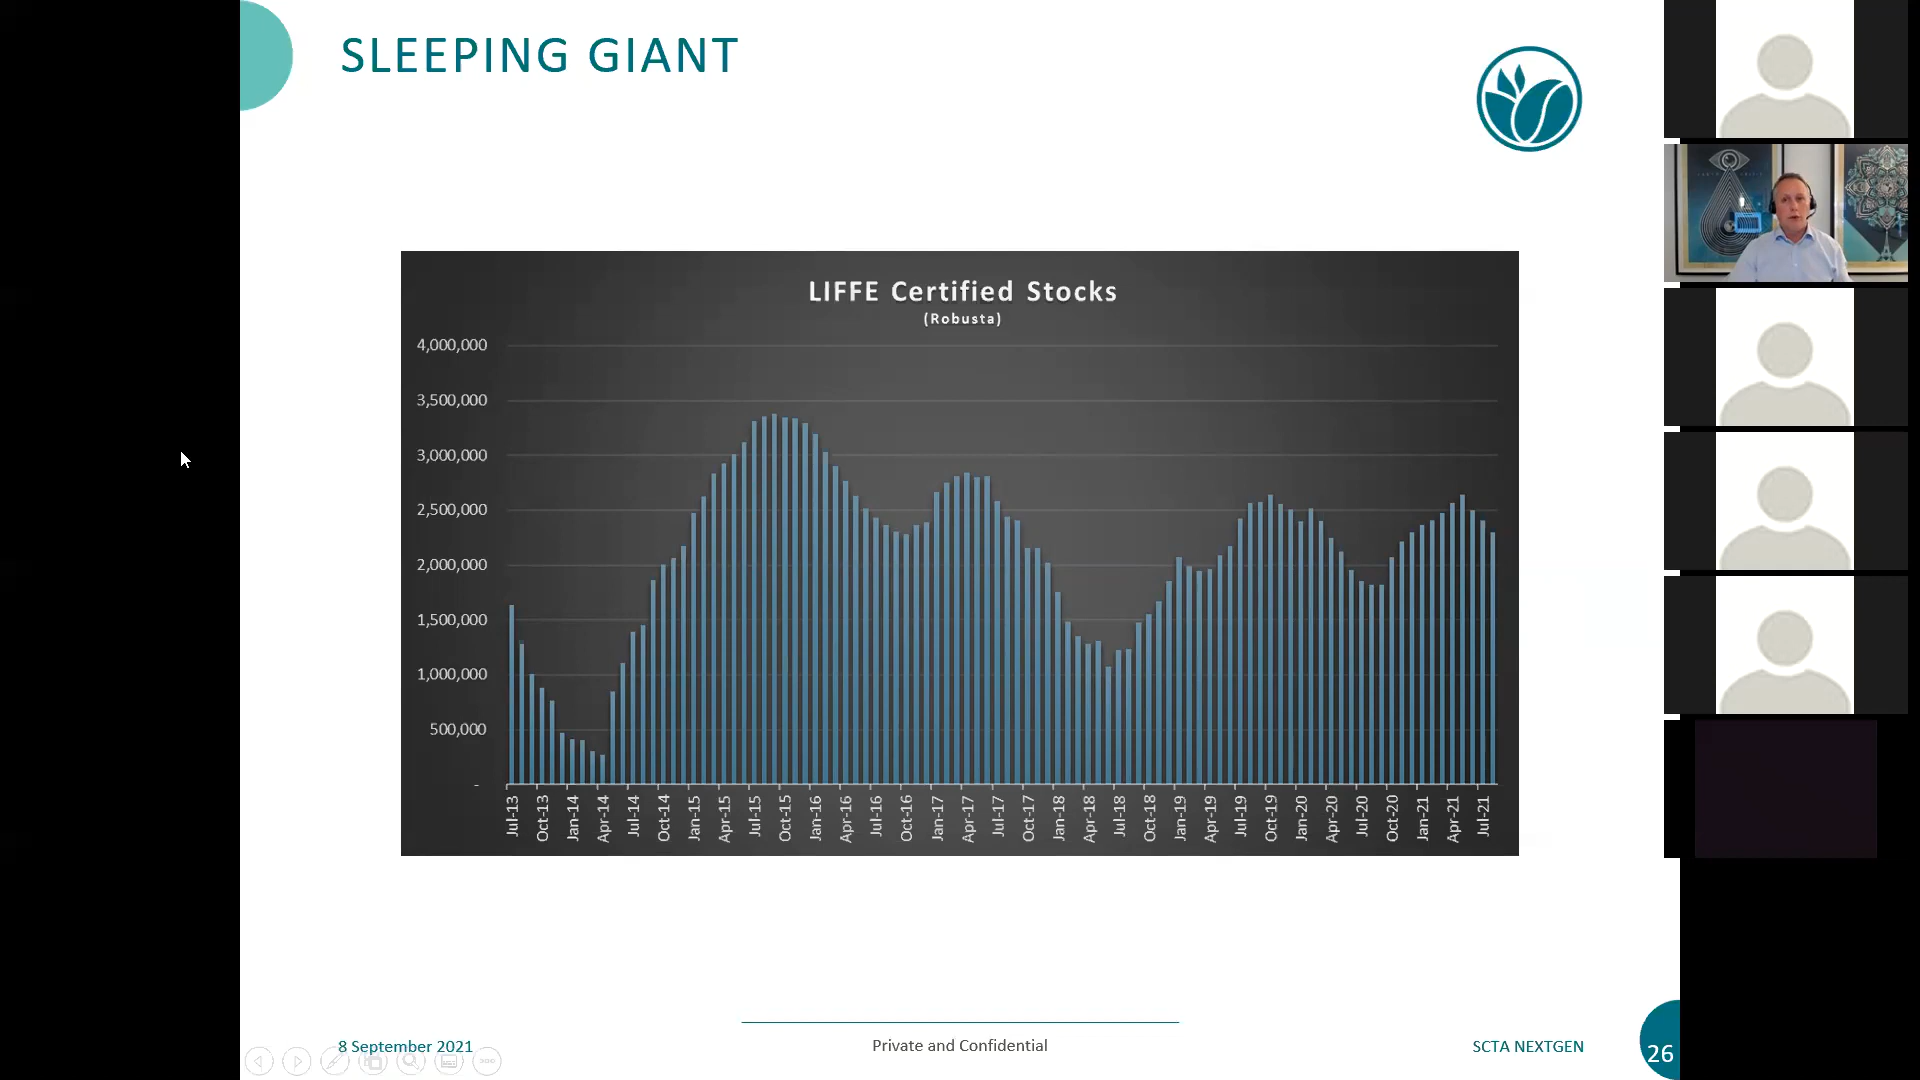 SLEEPING GIANT
LIFFE Certified Stocks
(Robusta)
4,000,000
3,500,000
3,000,000
2,500,000
2,000,000
1,500,000
1,000,000
500,000
-
Jul-13
Oct-13
Jan-14
Apr-14
Jul-14
Oct-14
Jan-15
Apr-15
Jul-15
Oct-15
Jan-16
Apr-16
Jul-16
Oct-16
Jan-17
Apr-17
Jul-17
Oct-17
Jan-18
Apr-18
Jul-18
Oct-18
Jan-19
Apr-19
Jul-19
Oct-19
Jan-20
Apr-20
Jul-20
Oct-20
Jan-21
Apr-21
Jul-21
8 September 2021
Private and Confidential
SCTA NEXTGEN
26